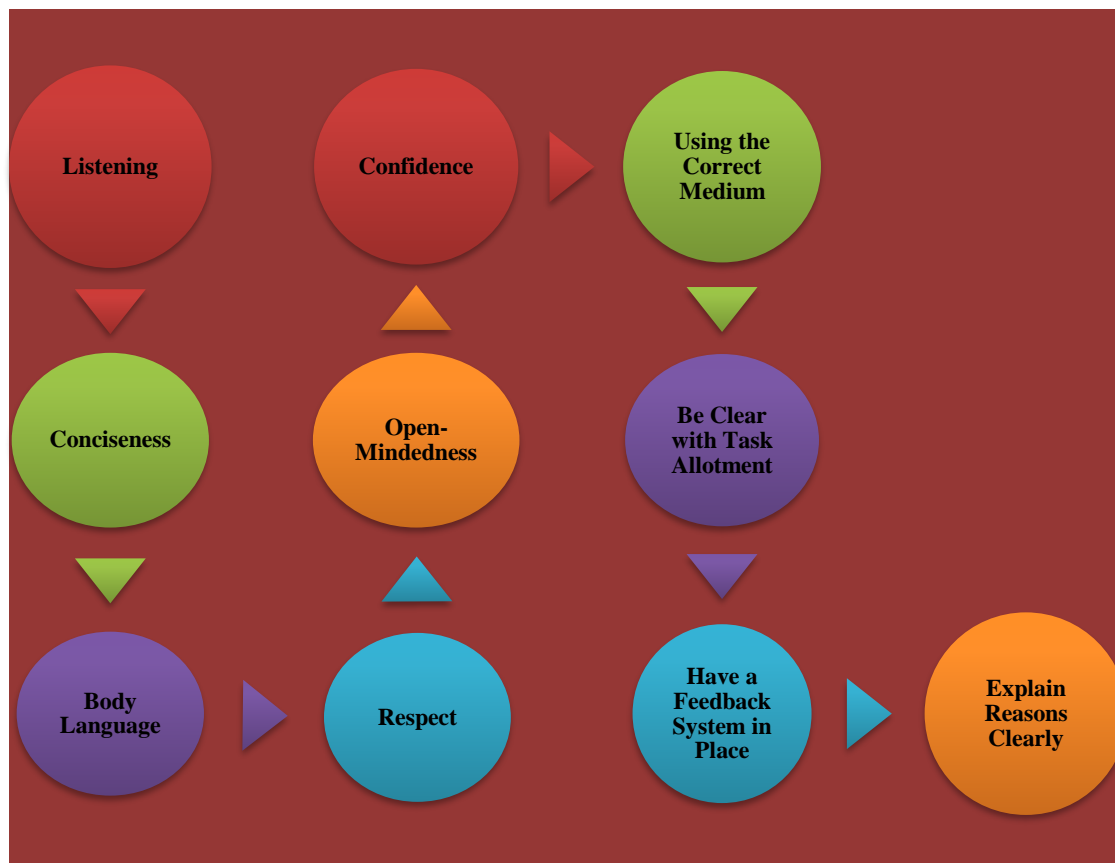 Listening
Conciseness
Body
Language
Respect
Open-
Mindedness
Confidence
Using the
Correct
Medium
Be Clear
with Task
Allotment
Have a
Feedback
System in
Place
Explain
Reasons
Clearly